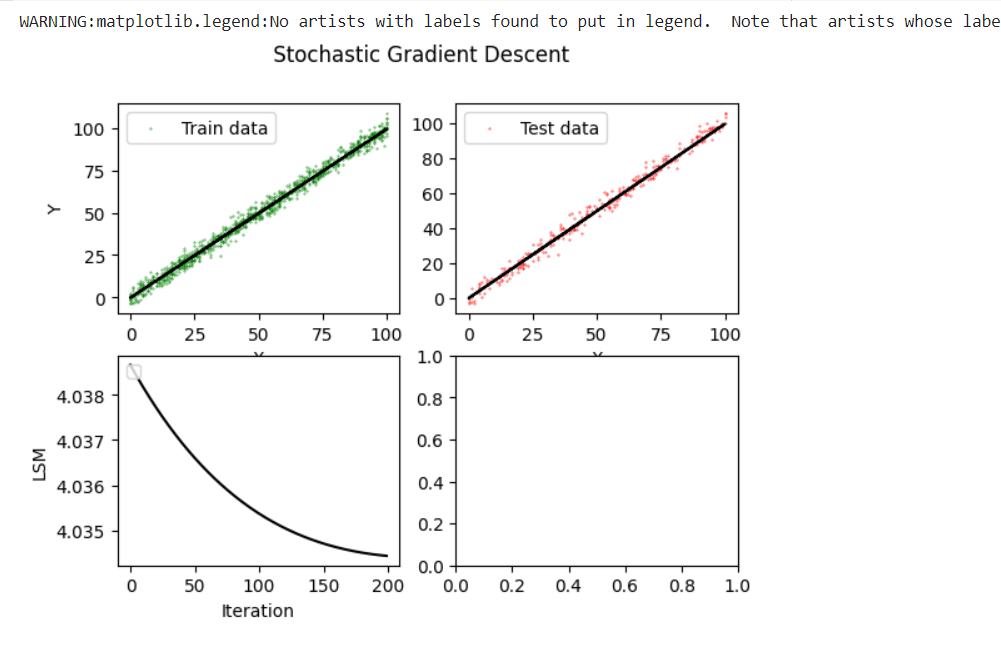 WARNING:matplotlib.legend:No artists with labels found to put in legend. Note that artists whose labe
Stochastic Gradient Descent
Train data
Y
100
75
50
25
0
0 25 50 75 100
Test data
100
80
60
40
20
0
0 25 50 75 100
LSM
4.038
4.037
4.036
4.035
0 50 100 150 200
Iteration
1.0
0.8
0.6
0.4
0.2
0.0
0.0 0.2 0.4 0.6 0.8 1.0